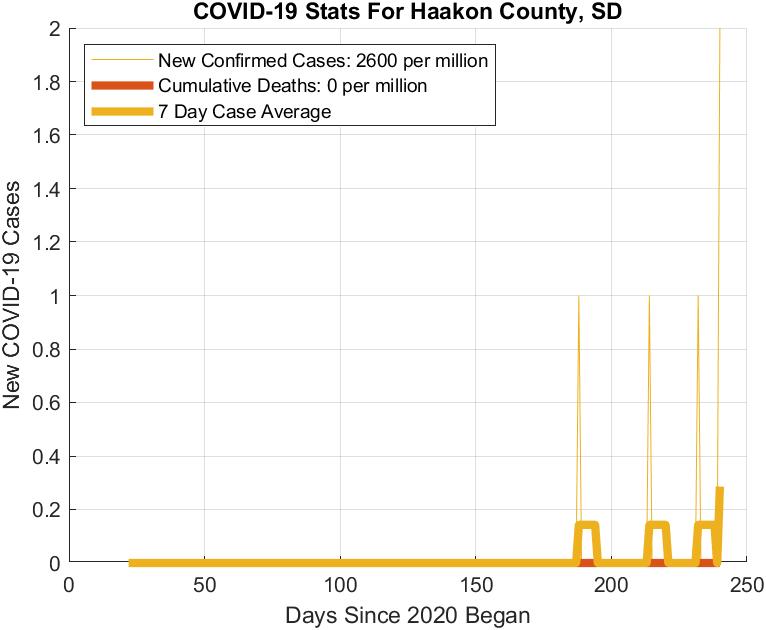 COVID-19 Stats For Haakon County, SD
New Confirmed Cases: 2600 per million
Cumulative Deaths: 0 per million
7 Day Case Average
New COVID-19 Cases
2
1.8
1.6
1.4
1.2
1
0.8
0.6
0.4
0.2
0
0 50 100 150 200 250
Days Since 2020 Began